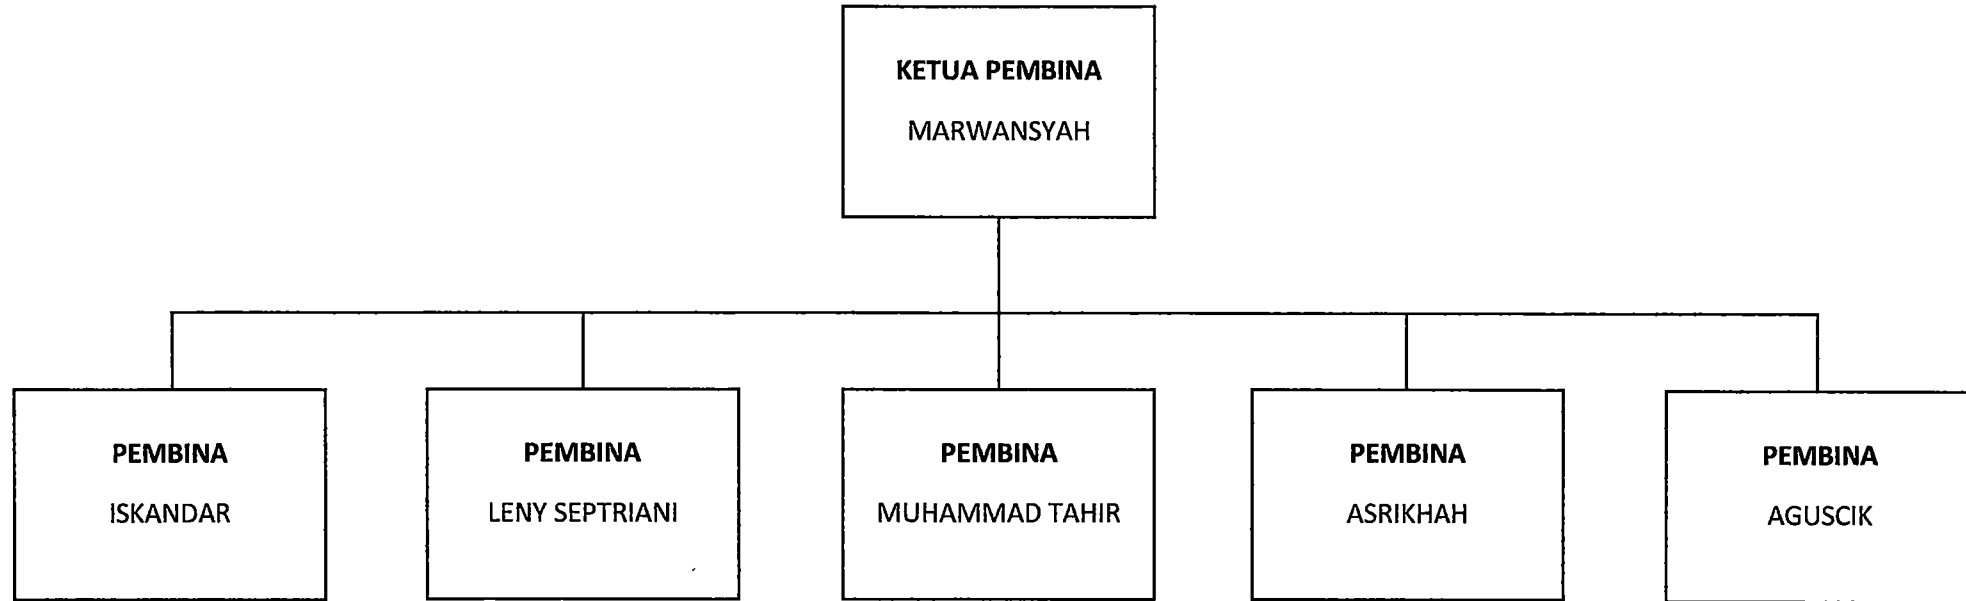 KETUA PEMBINA
MARWANSYAH
PEMBINA
ISKANDAR
PEMBINA
LENY SEPTRIANI
PEMBINA
MUHAMMAD TAHIR
PEMBINA
ASRIKHAH
PEMBINA
AGUSCIK